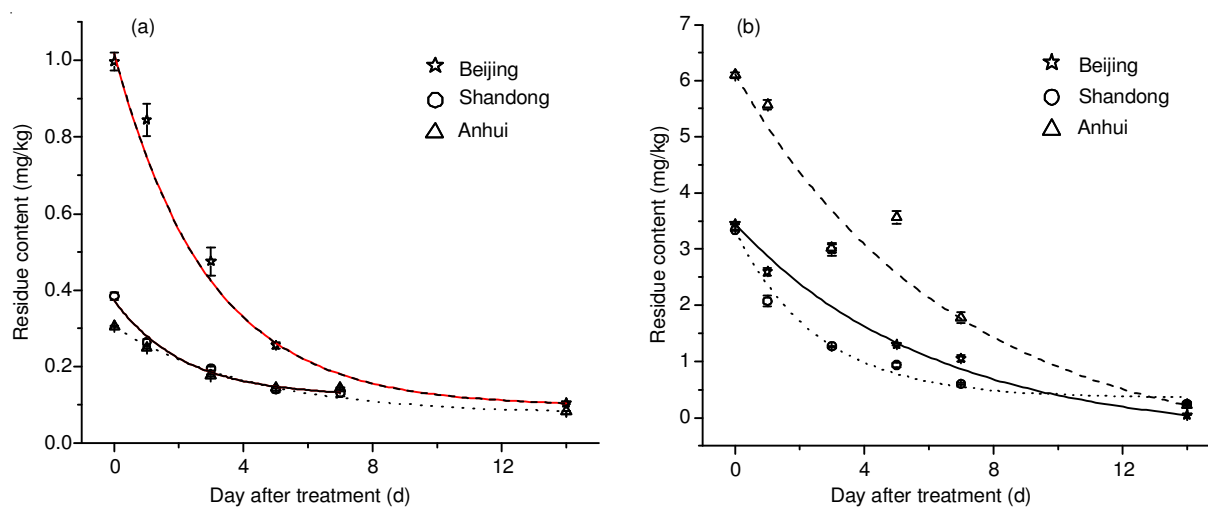 (a)
Beijing
Shandong
Anhui
Residue content (mg/kg)
1.0
0.8
0.6
0.4
0.2
0.0
0 4 8 12
Day after treatment (d)
(b)
Beijing
Shandong
Anhui
Residue content (mg/kg)
7
6
5
4
3
2
1
0
0 4 8 12
Day after treatment (d)